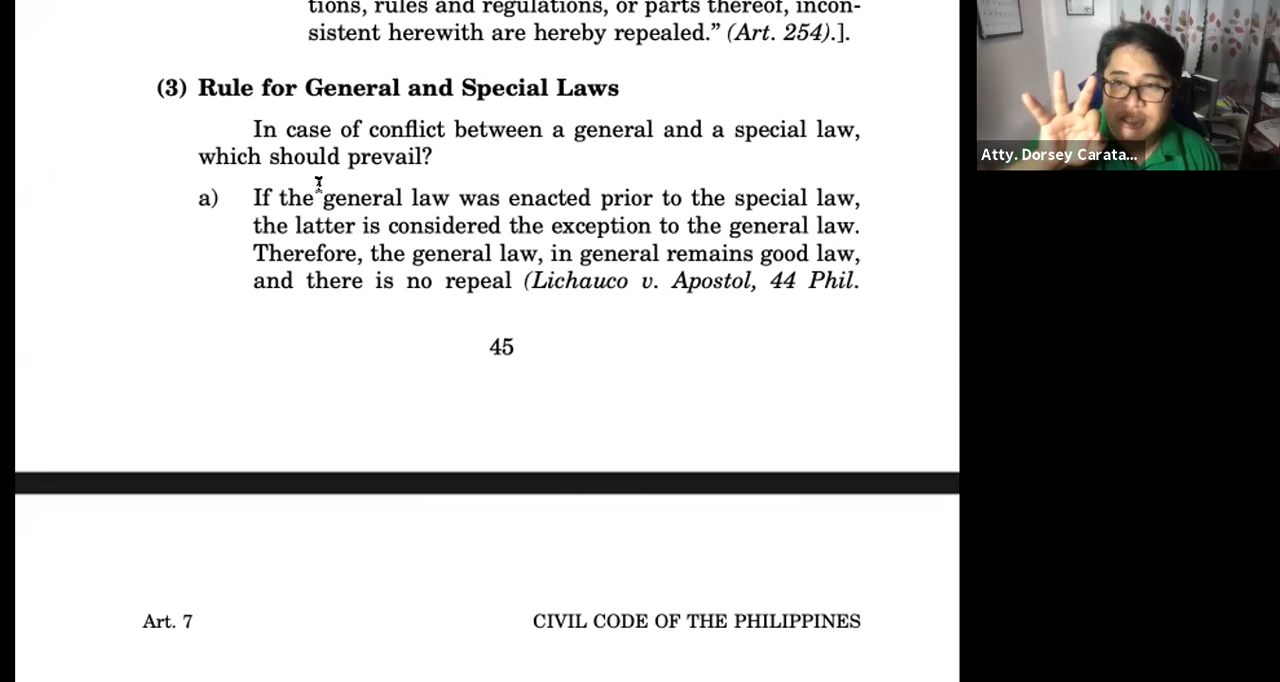 tions, rules and regulations, or parts thereof, incon-
sistent herewith are hereby repealed.” (Art. 254).].
(3) Rule for General and Special Laws
In case of conflict between a general and a special law,
which should prevail?
a) If the general law was enacted prior to the special law,
the latter is considered the exception to the general law.
Therefore, the general law, in general remains good law,
and there is no repeal (Lichauco v. Apostol, 44 Phil.
45
Art. 7 CIVIL CODE OF THE PHILIPPINES
Atty. Dorsey Carata...